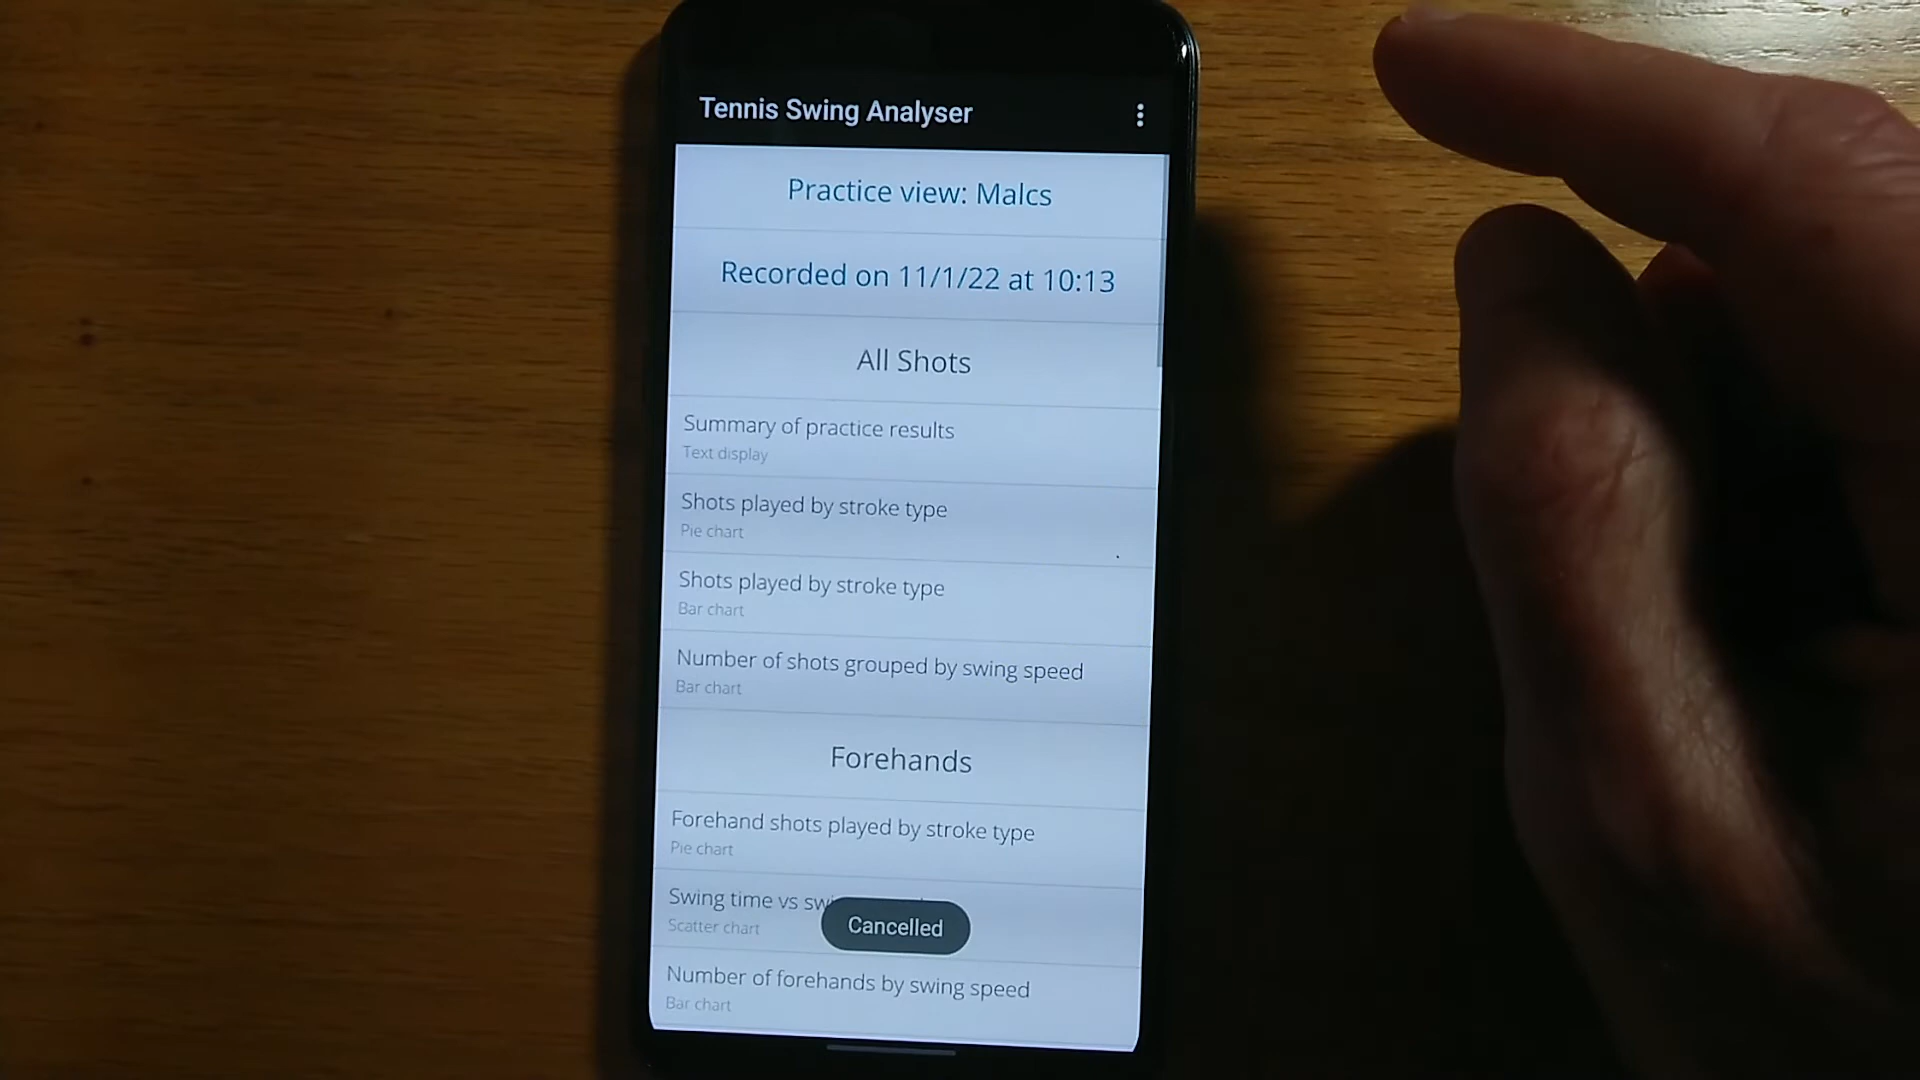 Tennis Swing Analyser
Practice view: Malcs
Recorded on 11/1/22 at 10:13
All Shots
Summary of practice results
Text display
Shots played by stroke type
Pie chart
Shots played by stroke type
Bar chart
Number of shots grouped by swing speed
Bar chart
Forehands
Forehand shots played by stroke type
Pie chart
Swing time vs
Scatter chart
Cancelled
Number of forehands by swing speed
Bar chart